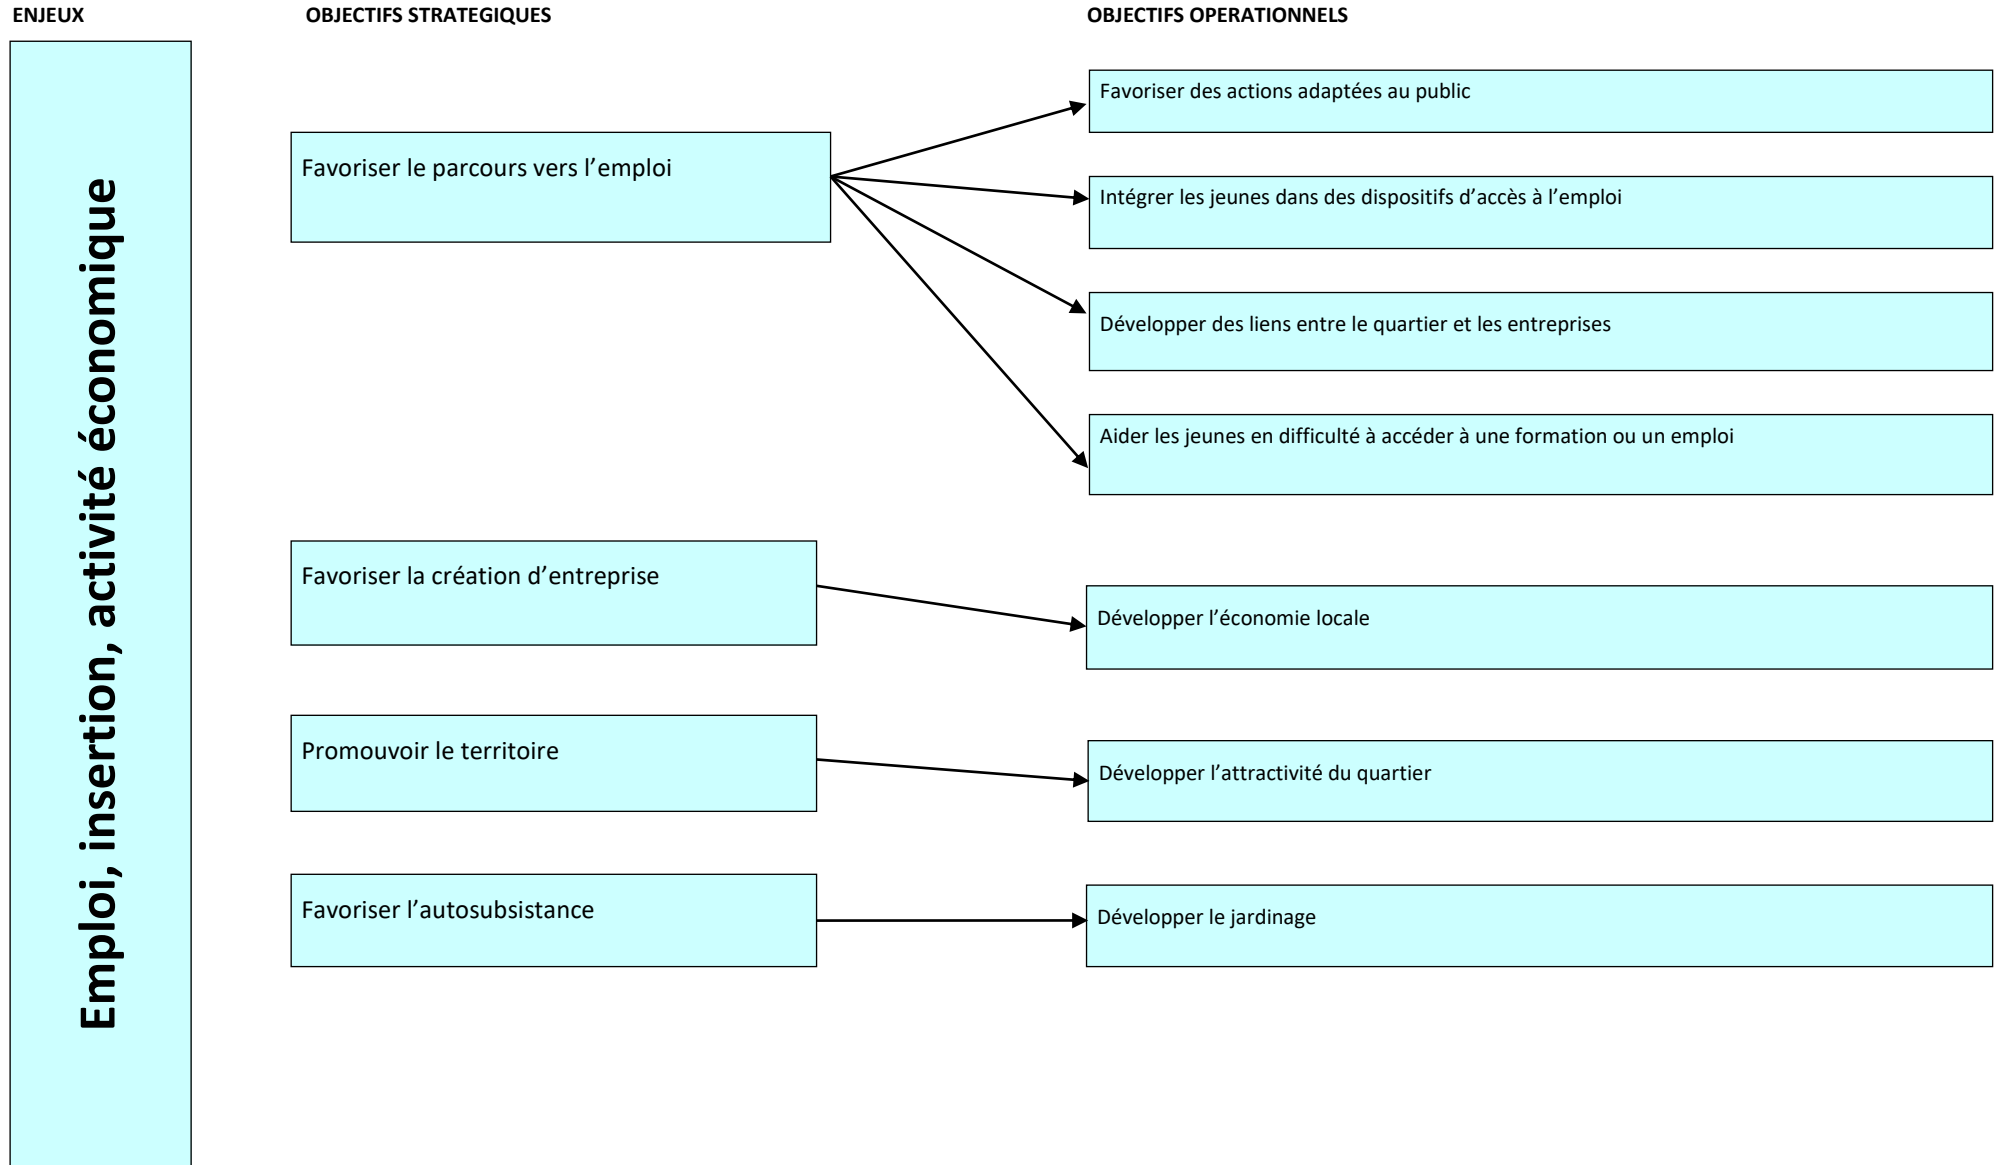 ENJEUX
OBJECTIFS STRATEGIQUES
OBJECTIFS OPERATIONNELS
Emploi, insertion, activité économique
Favoriser le parcours vers l’emploi
Favoriser des actions adaptées au public
Intégrer les jeunes dans des dispositifs d’accès à l’emploi
Développer des liens entre le quartier et les entreprises
Aider les jeunes en difficulté à accéder à une formation ou un emploi
Favoriser la création d’entreprise
Développer l’économie locale
Promouvoir le territoire
Développer l’attractivité du quartier
Favoriser l’autosubsistance
Développer le jardinage